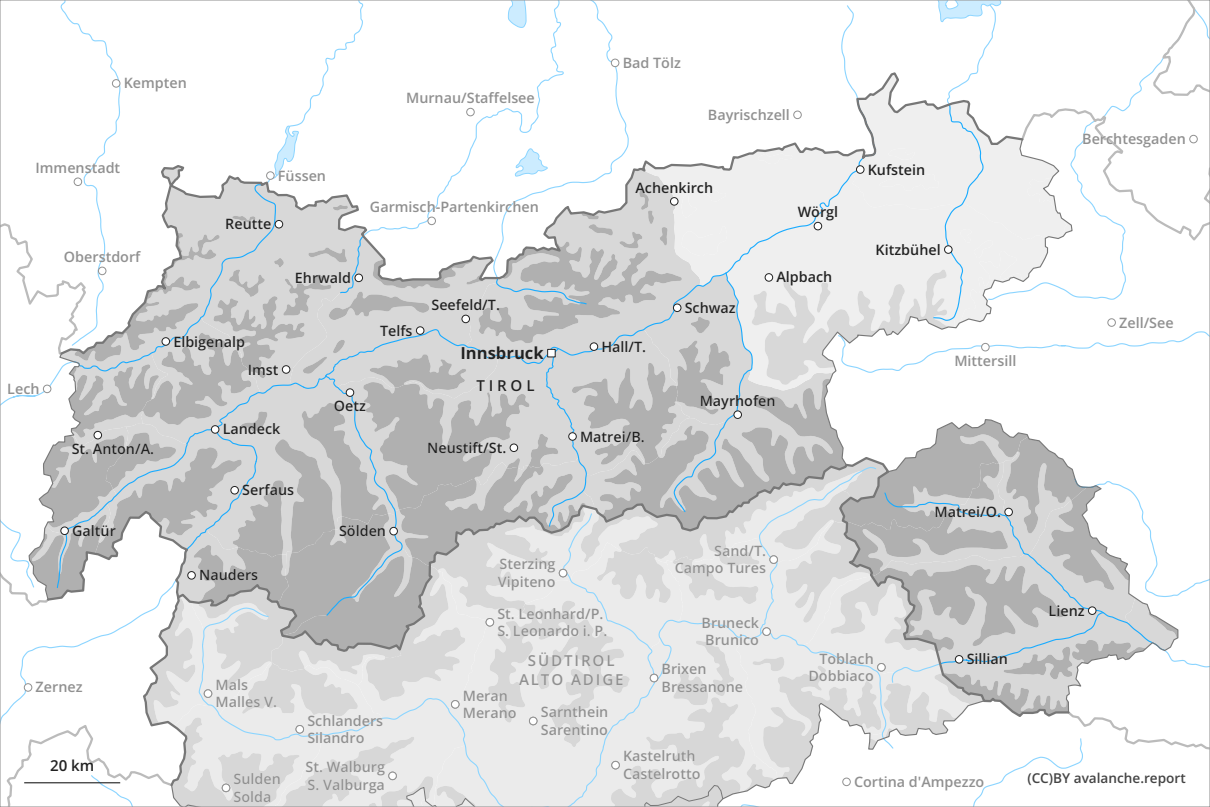 Kempten
Bad Tölz
Murnau/Staffelsee
Bayrischzell
Berchtesgaden
Immenstadt
Füssen
Kufstein
Achenkirch
Garmisch-Partenkirchen
Wörgl
Reutte
Kitzbühel
Oberstdorf
Ehrwald
Alpbach
Seefeld/T.
Schwaz
Zell/See
Telfs
Elbigenalp
Innsbruck
Hall/T.
Mittersill
Imst
TIROL
Lech
Oetz
Mayrhofen
Landeck
Matrei/B.
St. Anton/A.
Neustift/St.
Serfaus
Matrei/O.
Galtür
Sölden
Sand/T.
Campo Tures
Sterzing
Vipiteno
Nauders
Lienz
St. Leonhard/P.
S. Leonardo i. P.
Bruneck
Brunico
SÜDTIROL
ALTO ADIGE
Toblach
Dobbiaco
Sillian
Brixen
Bressanone
Zernez
Mals
Malles V.
Meran
Merano
Sarnthein
Sarentino
Schlanders
Silandro
Kastelruth
Castelrotto
St. Walburg
S. Valburga
20 km
Sulden
Solda
Cortina d'Ampezzo
(CC)BY avalanche.report